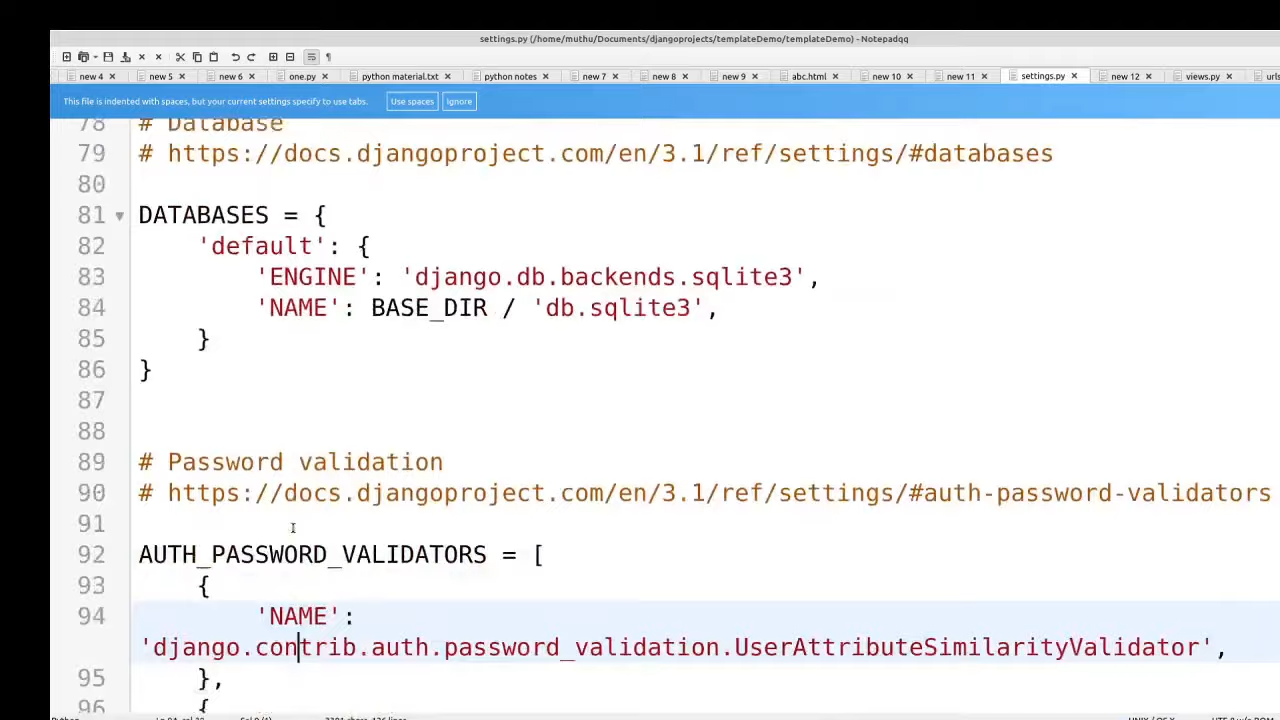 settings.py (/home/muthu/Documents/djangoprojects/templateDemo/templateDemo) - Notepadqq
new 4 new 5 new 6 one.py python material.txt python notes new 7 new 8 new 9 abc.html new 10 new 11 settings.py new 12 views.py urls
This file is indented with spaces, but your current settings specify to use tabs. Use spaces Ignore
78 # Database
79 # https://docs.djangoproject.com/en/3.1/ref/settings/#databases
80
81 DATABASES = {
82 'default': {
83 'ENGINE': 'django.db.backends.sqlite3',
84 'NAME': BASE_DIR / 'db.sqlite3',
85 }
86 }
87
88
89 # Password validation
90 # https://docs.djangoproject.com/en/3.1/ref/settings/#auth-password-validators
91
92 AUTH_PASSWORD_VALIDATORS = [
93 {
94 'NAME':
'django.contrib.auth.password_validation.UserAttributeSimilarityValidator',
95 },
96 {